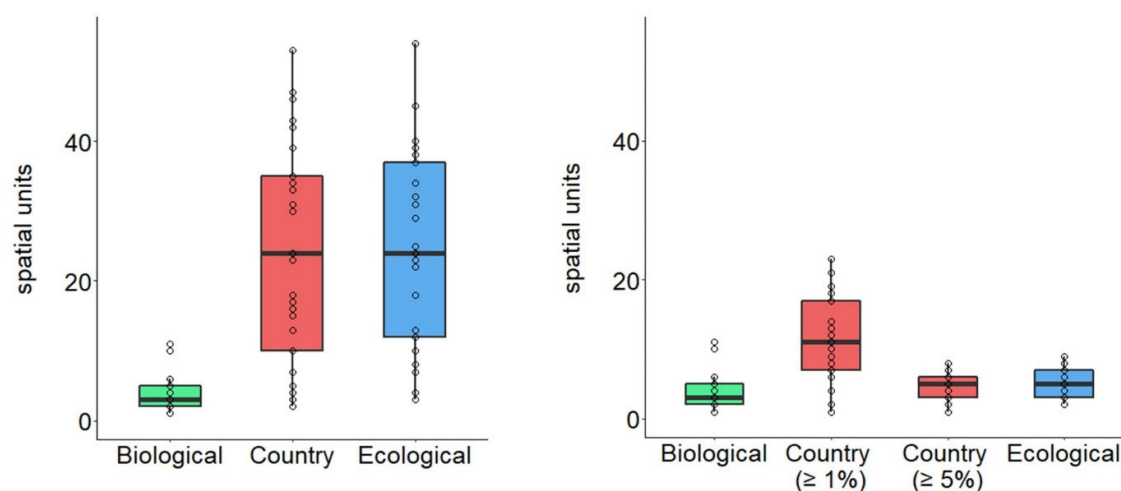 spatial units
40
20
0
Biological
Country
Ecological
spatial units
40
20
0
Biological
Country
(≥ 1%)
Country
(≥ 5%)
Ecological